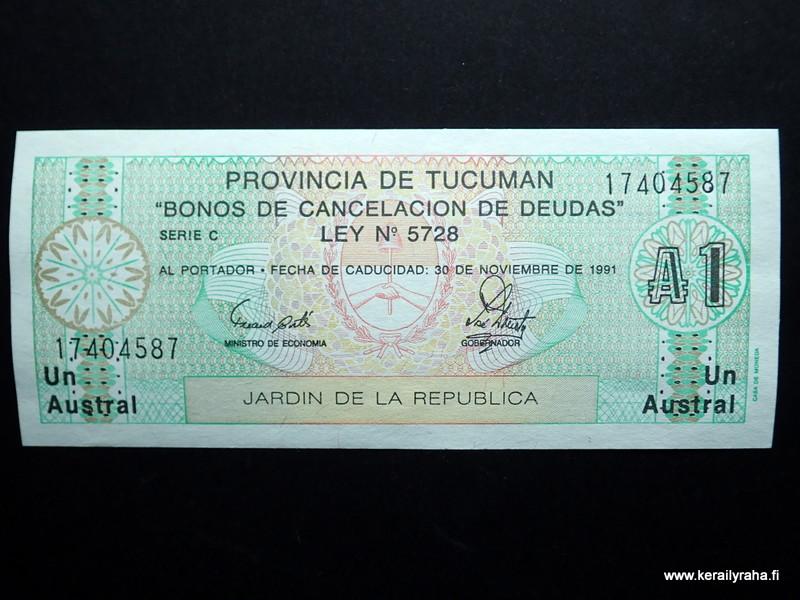 PROVINCIA DE TUCUMAN
17404587
"BONOS DE CANCELACION DE DEUDAS"
SERIE C
LEY Nº 5728
AL PORTADOR • FECHA DE CADUCIDAD: 30 DE NOVIEMBRE DE 1991
A1
MINISTRO DE ECONOMIA
GOBERNADOR
17404587
Un
Austral
JARDIN DE LA REPUBLICA
Un
Austral
CASA DE MONEDA
www.kerailyraha.fi